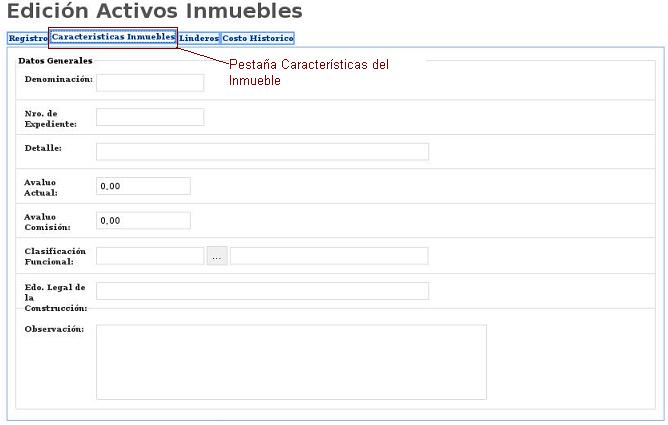 Edición Activos Inmuebles
Registro Características Inmuebles Linderos Costo Historico
Pestaña Características del
Inmueble
Datos Generales
Denominación:
Nro. de
Expediente:
Detalle:
Avaluo
Actual:
0,00
Avaluo
Comisión:
0,00
Clasificación
Funcional:
...
Edo. Legal de
la
Construcción:
Observación: